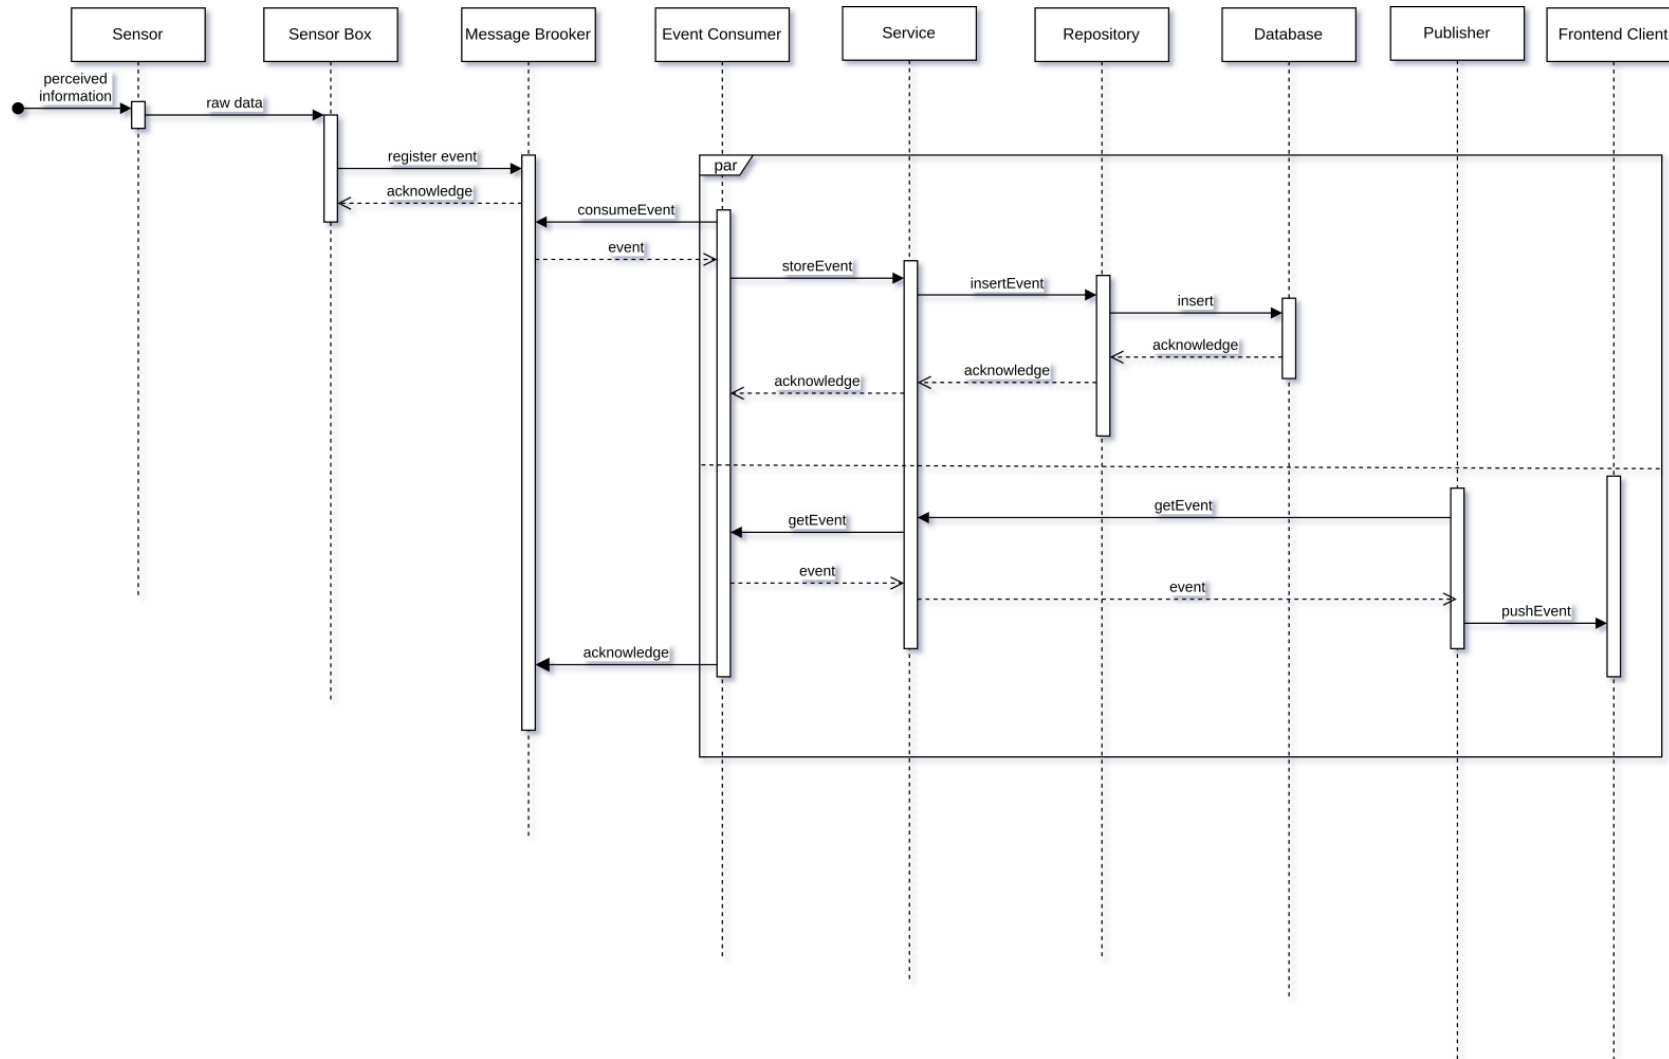 Sensor
Sensor Box
Message Brooker
Event Consumer
Service
Repository
Database
Publisher
Frontend Client
perceived
information
raw data
register event
par
acknowledge
consumeEvent
event
storeEvent
insertEvent
insert
acknowledge
acknowledge
acknowledge
getEvent
getEvent
event
event
pushEvent
acknowledge